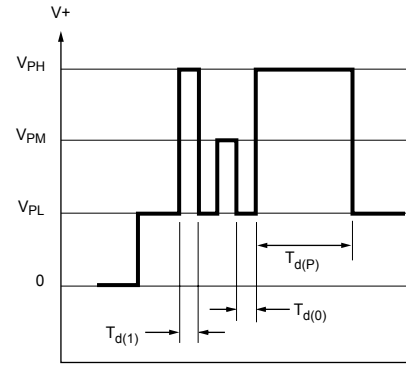 V+
VPH
VPM
VPL
0
Td(P)
Td(0)
Td(1)